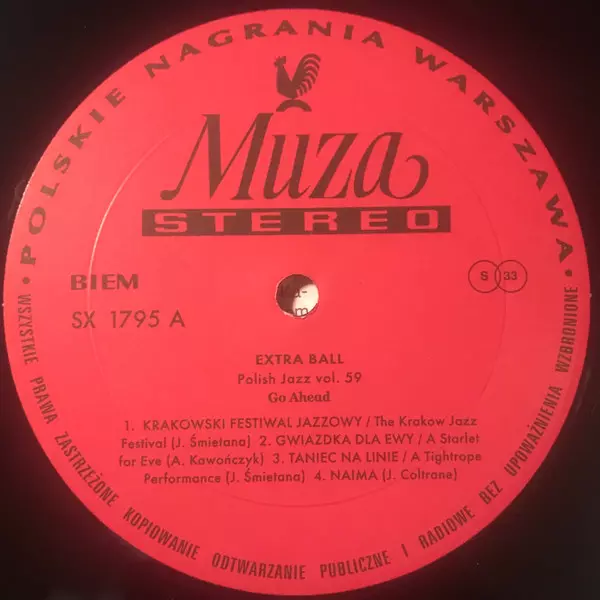 • POLSKIE NAGRANIA WARSZAWA •
Muza
STEREO
BIEM
S 33
SX 1795 A
EXTRA BALL
Polish Jazz vol. 59
Go Ahead
1. KRAKOWSKI FESTIWAL JAZZOWY / The Krakow Jazz
Festival (J. Śmietana) 2. GWIAZDKA DLA EWY / A Starlet
for Eve (A. Kawończyk) 3. TANIEC NA LINIE / A Tightrope
Performance (J. Śmietana) 4. NAIMA (J. Coltrane)
WSZYSTKIE PRAWA ZASTRZEŻONE KOPIOWANIE ODTWARZANIE PUBLICZNE I RADIOWE BEZ UPOWAŻNIENIA WZBRONIONE